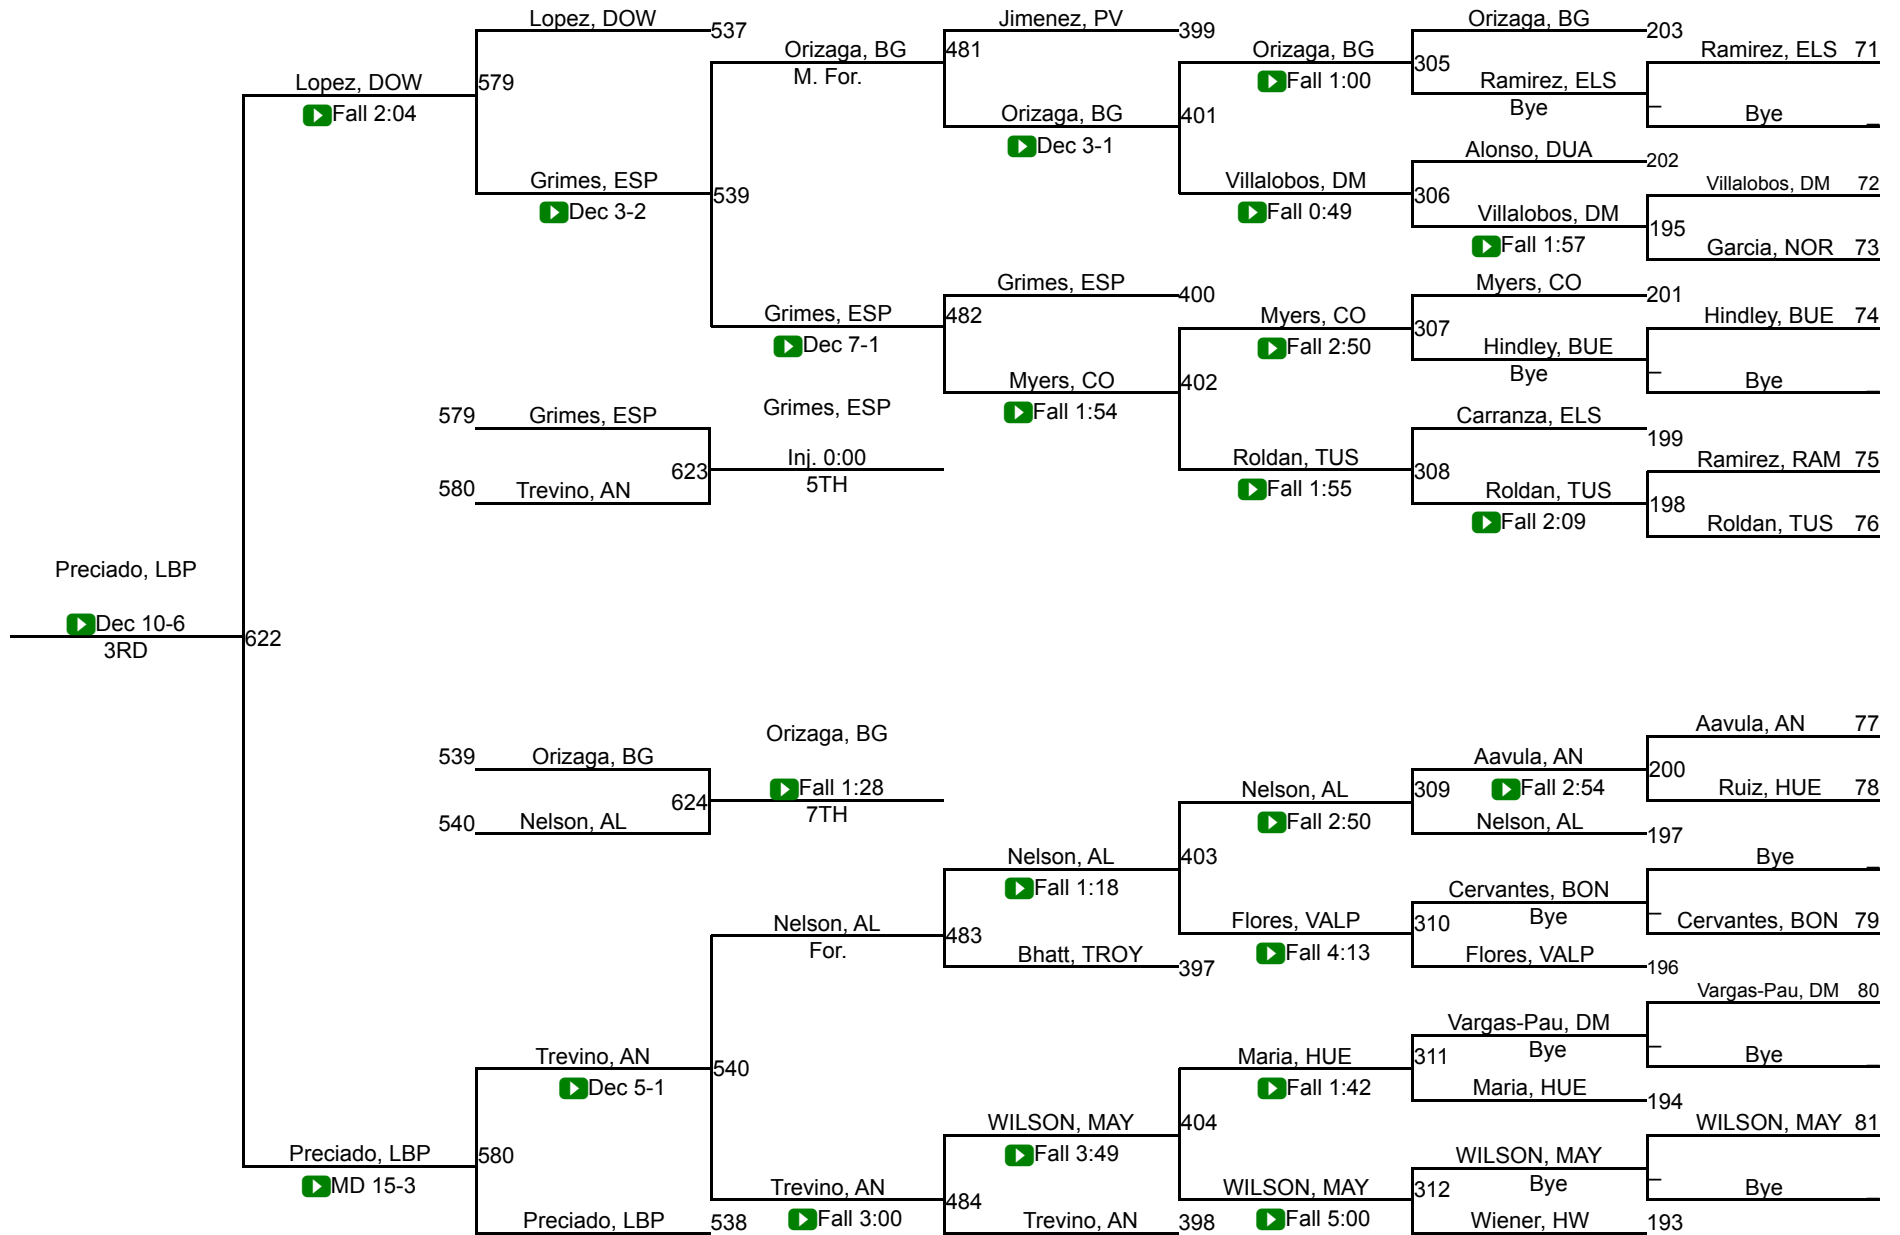 Lopez, DOW 537 Jimenez, PV 399 Orizaga, BG 203
Orizaga, BG 481 Orizaga, BG 305 Ramirez, ELS 71
M. For.
Lopez, DOW 579 Fall 1:00 Ramirez, ELS
Fall 2:04 Orizaga, BG 401 Bye Bye
Dec 3-1 Alonso, DUA 202
Grimes, ESP 539 Villalobos, DM 306 Villalobos, DM 72
Dec 3-2 Fall 0:49 Villalobos, DM 195
Fall 1:57 Garcia, NOR 73
Grimes, ESP 400 Myers, CO 201
Grimes, ESP 482 Myers, CO 307 Hindley, BUE 74
Dec 7-1 Fall 2:50 Hindley, BUE
Myers, CO 402 Bye Bye
579 Grimes, ESP Grimes, ESP Fall 1:54 Carranza, ELS 199
623 Inj. 0:00 Roldan, TUS 308 Ramirez, RAM 75
580 Trevino, AN 5TH Fall 1:55 Roldan, TUS 198
Fall 2:09 Roldan, TUS 76
Preciado, LBP
Dec 10-6
3RD 622
Orizaga, BG Aavula, AN 77
539 Orizaga, BG Aavula, AN 200
624 Fall 1:28 Nelson, AL 309 Fall 2:54 Ruiz, HUE 78
540 Nelson, AL 7TH Fall 2:50 Nelson, AL 197
Nelson, AL 403 Bye
Fall 1:18 Cervantes, BON
Nelson, AL 483 Flores, VALP 310 Bye Cervantes, BON 79
For. Bhatt, TROY 397 Fall 4:13 Flores, VALP 196
Vargas-Pau, DM 80
Vargas-Pau, DM
Trevino, AN 540 Maria, HUE 311 Bye Bye
Dec 5-1 Fall 1:42 Maria, HUE 194
WILSON, MAY 404 WILSON, MAY 81
Preciado, LBP 580 Fall 3:49 WILSON, MAY
MD 15-3 Trevino, AN 484 WILSON, MAY 312 Bye Bye
Preciado, LBP 538 Fall 3:00 Trevino, AN 398 Fall 5:00 Wiener, HW 193